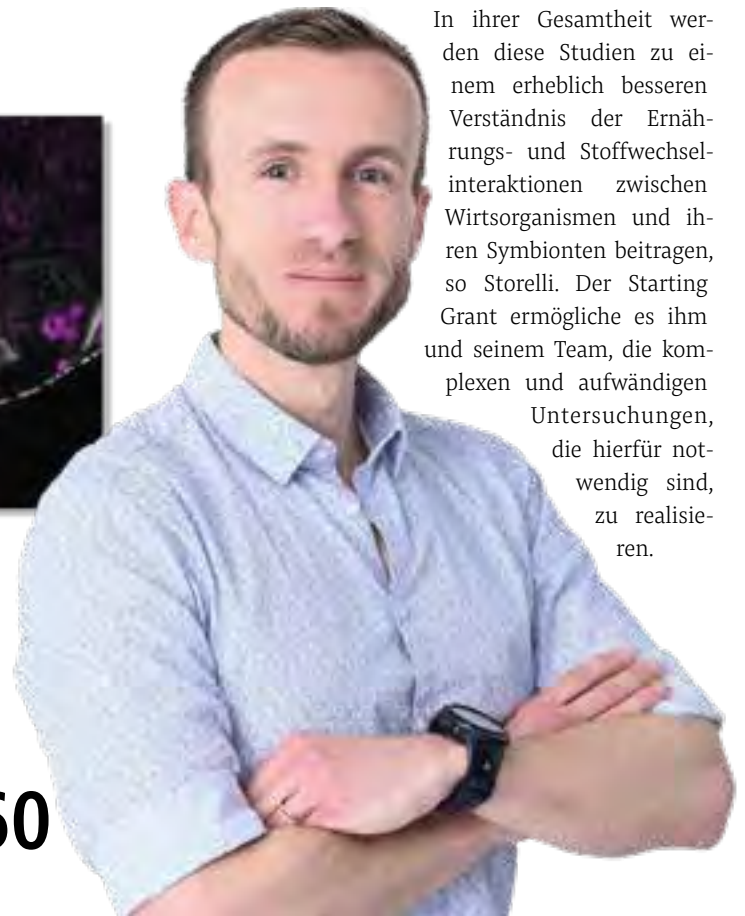 In ihrer Gesamtheit wer-
den diese Studien zu ei-
nem erheblich besseren
Verständnis der Ernäh-
rungs- und Stoffwechsel-
interaktionen zwischen
Wirtsorganismen und ih-
ren Symbionten beitragen,
so Storelli. Der Starting
Grant ermögliche es ihm
und seinem Team, die kom-
plexen und aufwändigen
Untersuchungen,
die hierfür not-
wendig sind,
zu realisie-
ren.
60